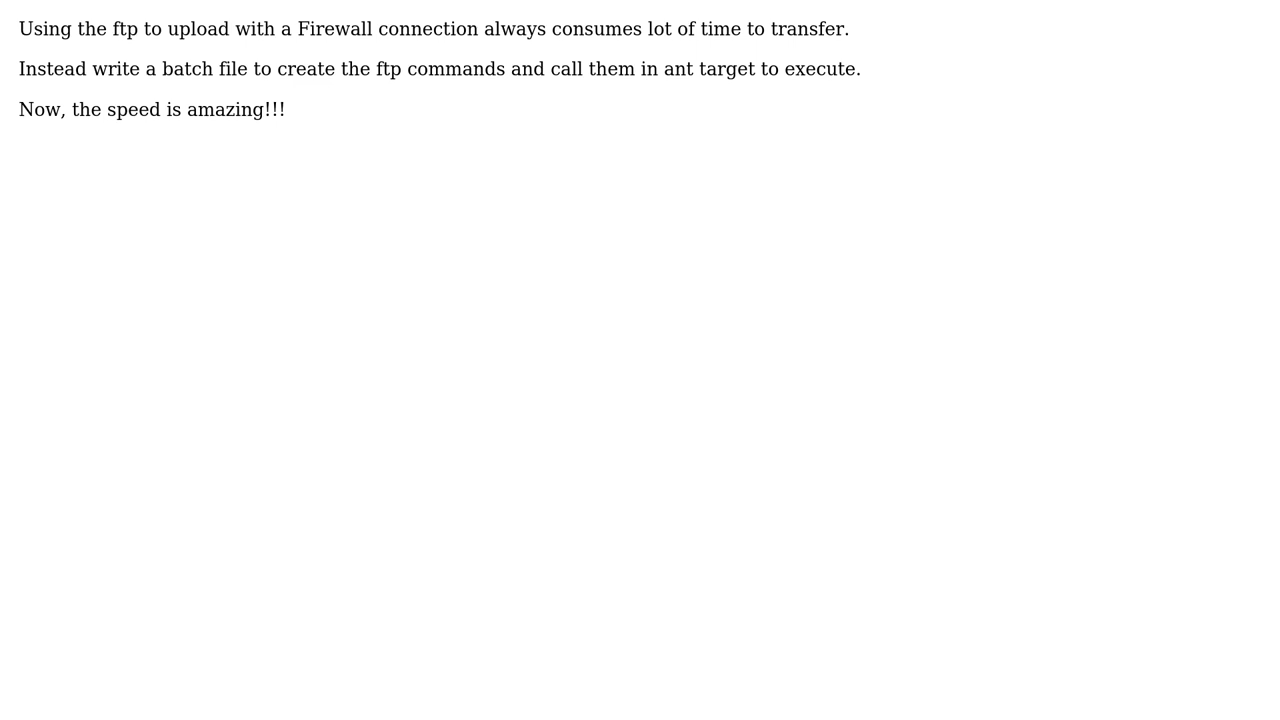 Using the ftp to upload with a Firewall connection always consumes lot of time to transfer.
Instead write a batch file to create the ftp commands and call them in ant target to execute.
Now, the speed is amazing!!!